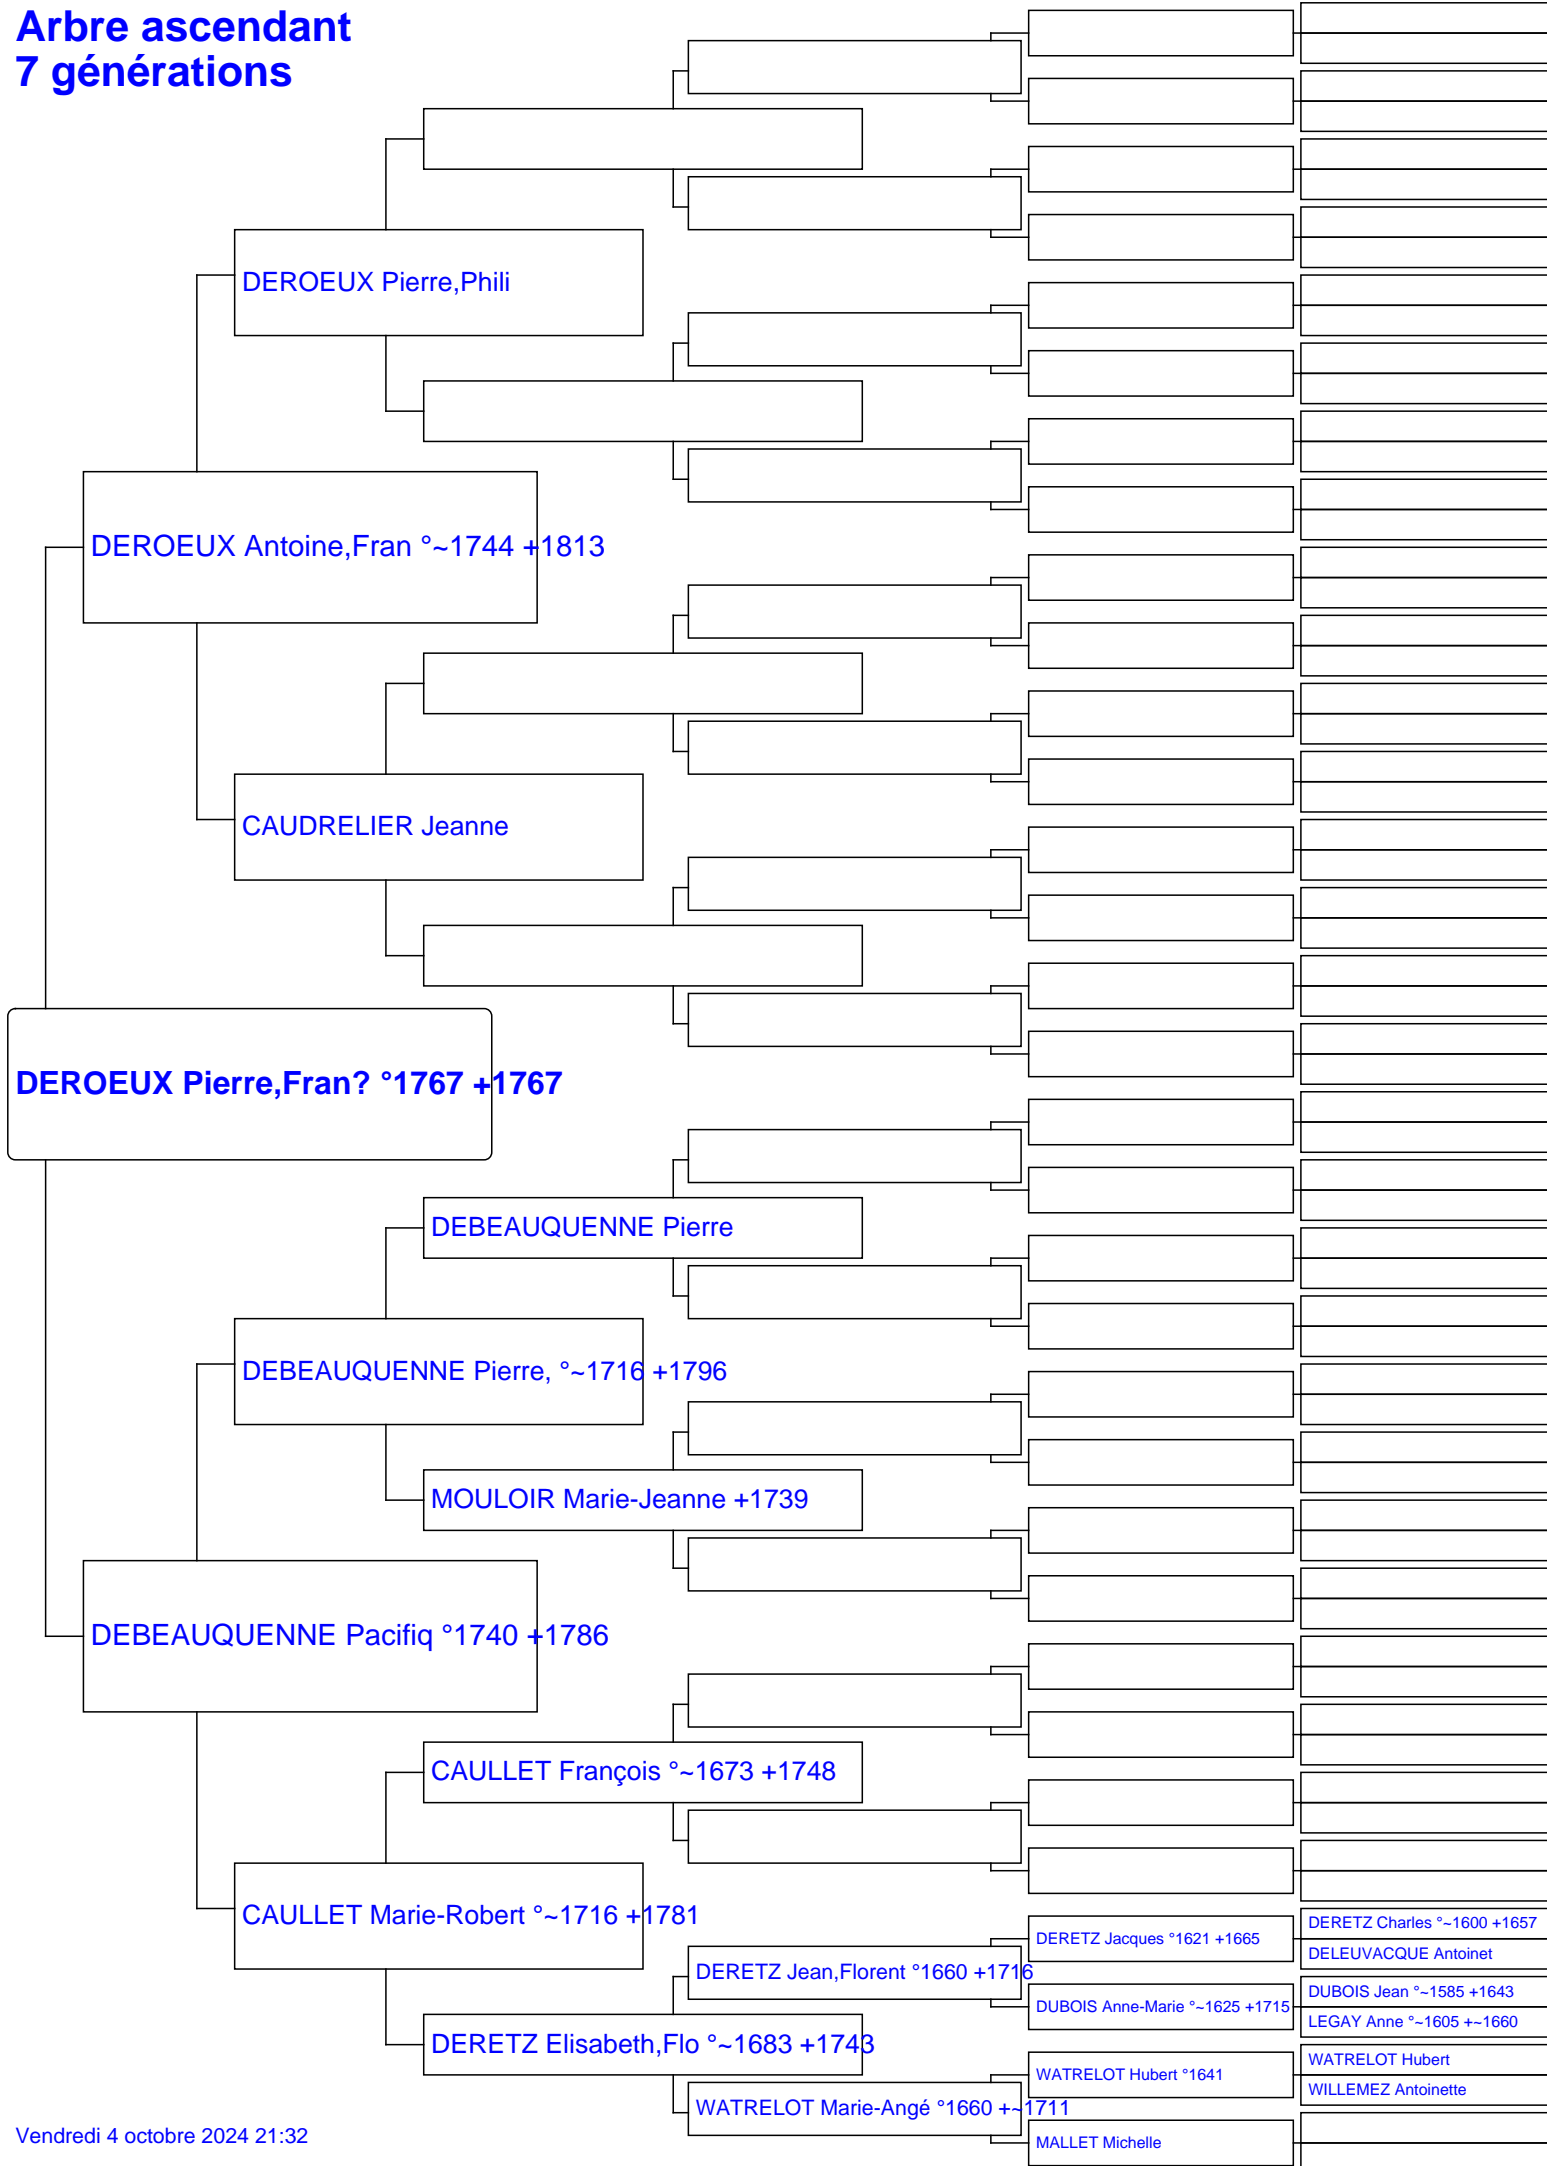 Arbre ascendant
7 générations
DEROEUX Pierre,Phili
DEROEUX Antoine,Fran °~1744 +1813
CAUDRELIER Jeanne
DEROEUX Pierre,Fran? °1767 +1767
DEBEAUQUENNE Pierre
DEBEAUQUENNE Pierre, °~1716 +1796
MOULOIR Marie-Jeanne +1739
DEBEAUQUENNE Pacifiq °1740 +1786
CAULLET François °~1673 +1748
CAULLET Marie-Robert °~1716 +1781
DERETZ Charles °~1600 +1657
DERETZ Jacques °1621 +1665
DELEUVACQUE Antoinet
DERETZ Jean,Florent °1660 +1716
DUBOIS Jean °~1585 +1643
DUBOIS Anne-Marie °~1625 +1715
LEGAY Anne °~1605 +~1660
DERETZ Elisabeth,Flo °~1683 +1743
WATRELOT Hubert
WATRELOT Hubert °1641
WILLEMEZ Antoinette
WATRELOT Marie-Angé °1660 +~1711
MALLET Michelle
Vendredi 4 octobre 2024 21:32